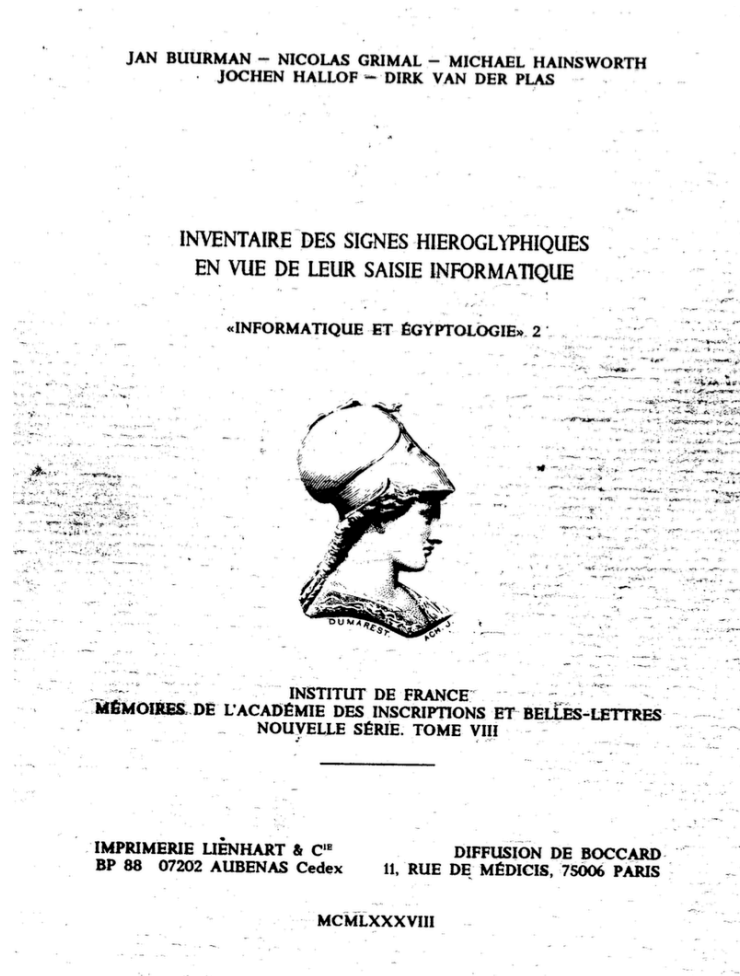 JAN BUURMAN — NICOLAS GRIMAL — MICHAEL HAINSWORTH
JOCHEN HALLOF — DIRK VAN DER PLAS
INVENTAIRE DES SIGNES HIEROGLYPHIQUES
EN VUE DE LEUR SAISIE INFORMATIQUE
«INFORMATIQUE ET ÉGYPTOLOGIE» 2
DUMAREST. ACH. J.
INSTITUT DE FRANCE
MÉMOIRES DE L'ACADÉMIE DES INSCRIPTIONS ET BELLES-LETTRES
NOUVELLE SÉRIE. TOME VIII
IMPRIMERIE LIÈNHART & Cᴵᴱ
BP 88 07202 AUBENAS Cedex
DIFFUSION DE BOCCARD
11, RUE DE MÉDICIS, 75006 PARIS
MCMLXXXVIII